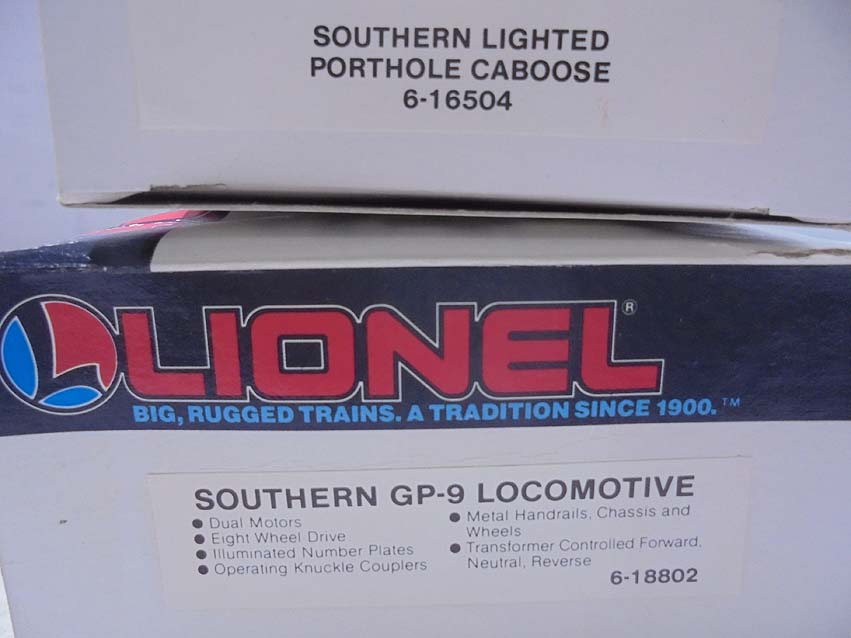 SOUTHERN LIGHTED
PORTHOLE CABOOSE
6-16504
LIONEL®
BIG, RUGGED TRAINS. A TRADITION SINCE 1900.™
SOUTHERN GP-9 LOCOMOTIVE
● Dual Motors
● Eight Wheel Drive
● Illuminated Number Plates
● Operating Knuckle Couplers
● Metal Handrails, Chassis and
Wheels
● Transformer Controlled Forward,
Neutral, Reverse
6-18802